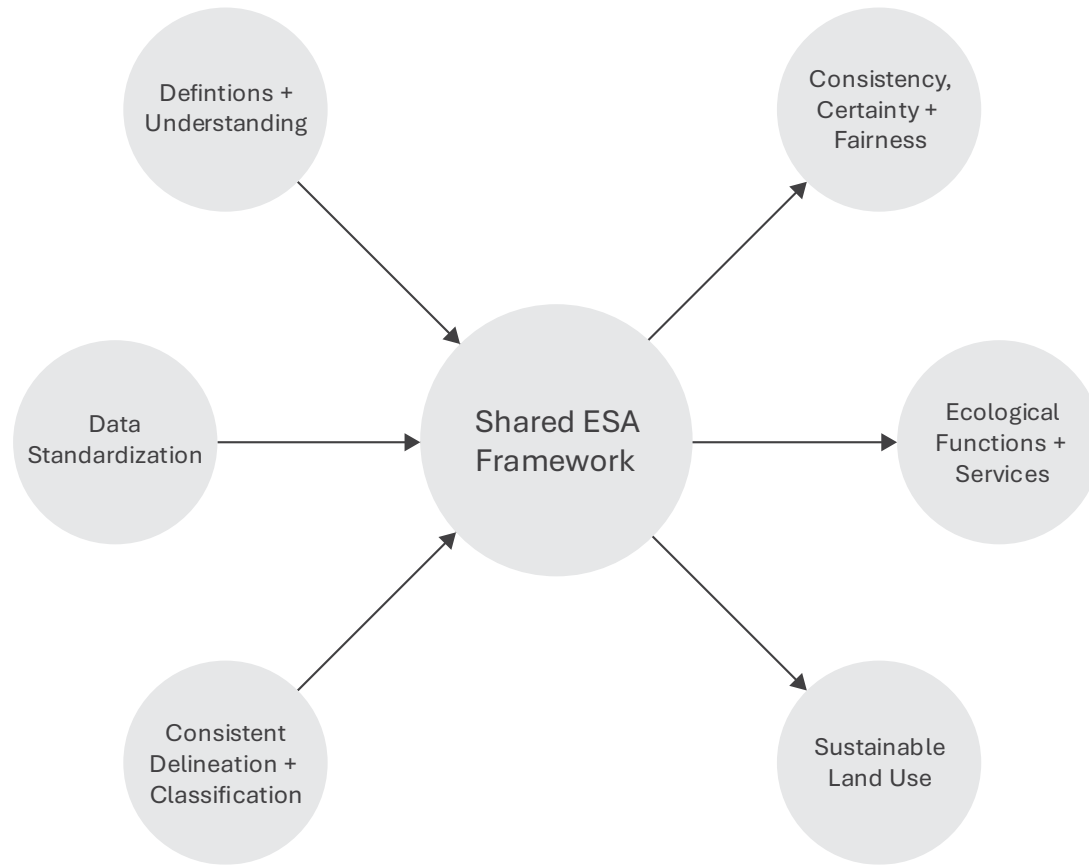 Defintions +
Understanding
Consistency,
Certainty +
Fairness
Data
Standardization
Shared ESA
Framework
Ecological
Functions +
Services
Consistent
Delineation +
Classification
Sustainable
Land Use